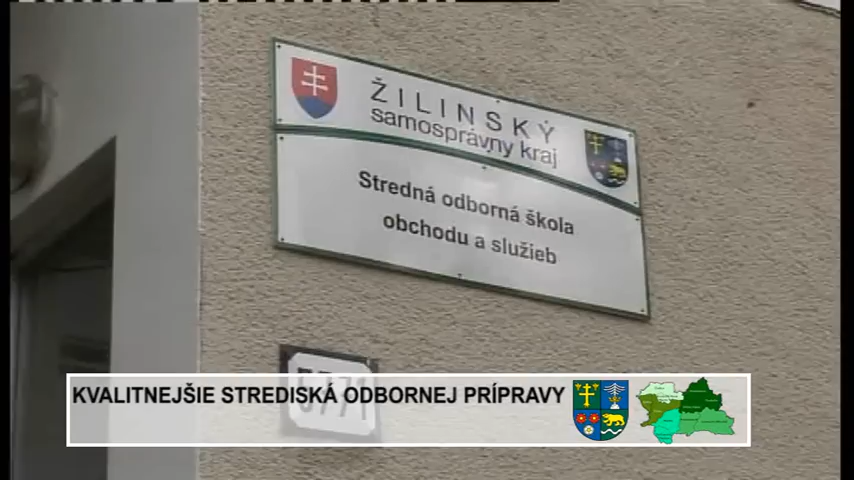 ŽILINSKÝ
samosprávny kraj
Stredná odborná škola
obchodu a služieb
KVALITNEJŠIE STREDISKÁ ODBORNEJ PRÍPRAVY